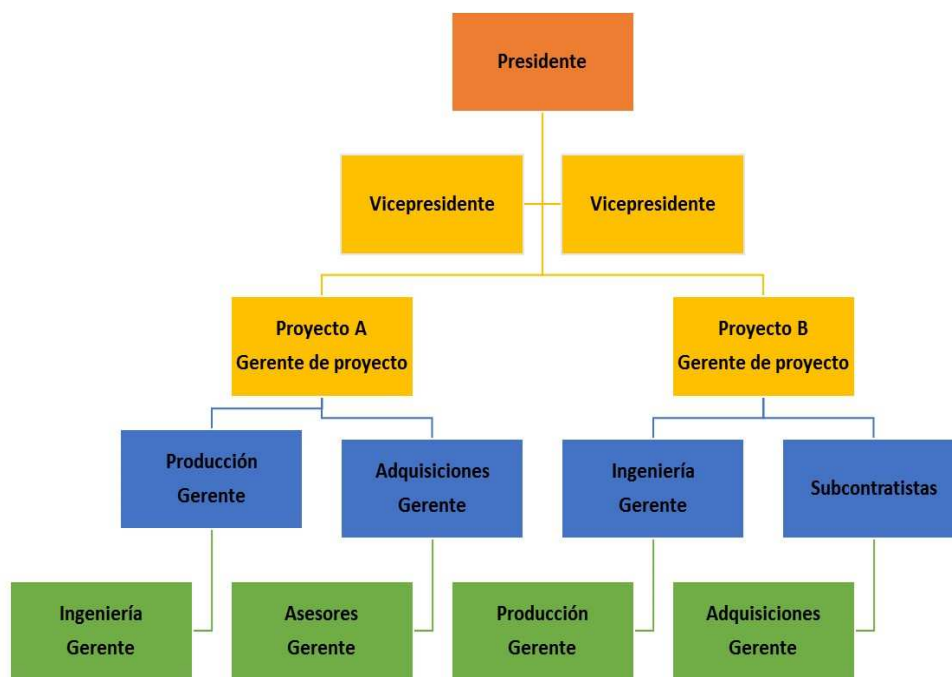 Presidente
Vicepresidente
Vicepresidente
Proyecto A
Gerente de proyecto
Proyecto B
Gerente de proyecto
Producción
Gerente
Adquisiciones
Gerente
Ingeniería
Gerente
Subcontratistas
Ingeniería
Gerente
Asesores
Gerente
Producción
Gerente
Adquisiciones
Gerente